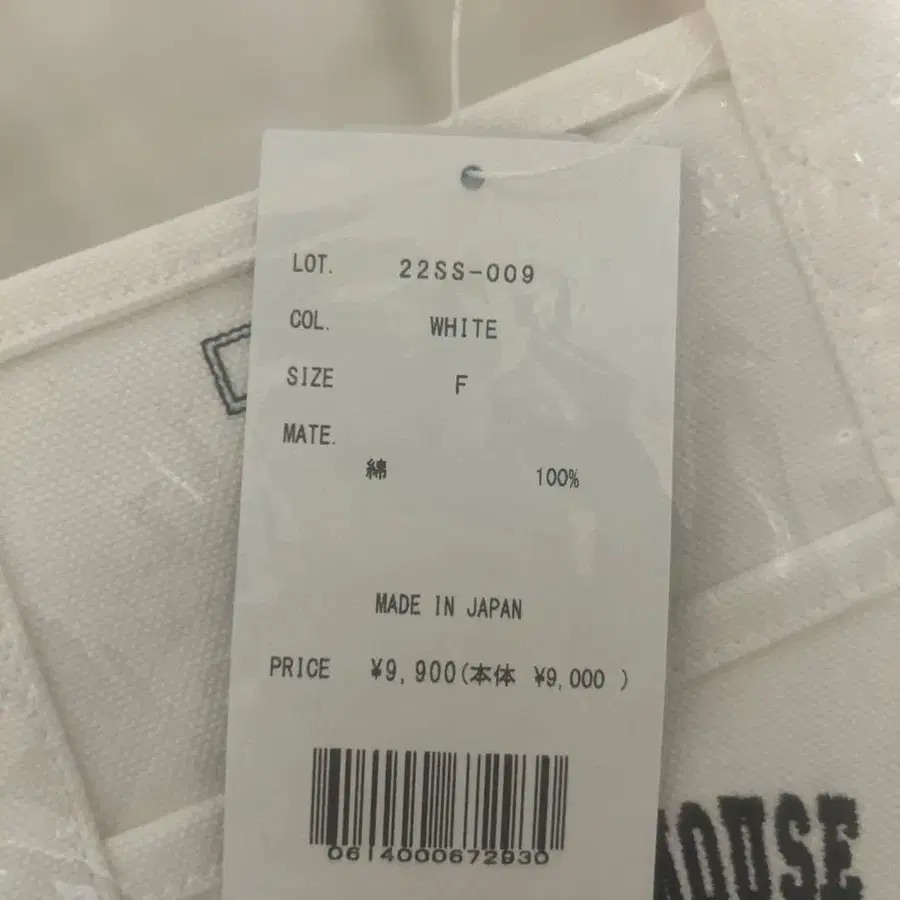 LOT. 22SS-009
COL. WHITE
SIZE F
MATE.
綿 100%
MADE IN JAPAN
PRICE ¥9,900(本体 ¥9,000 )
0614000672930